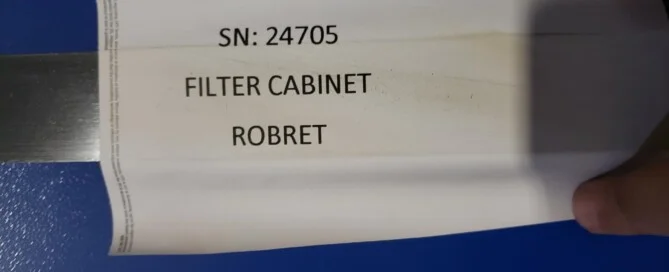 SN: 24705
FILTER CABINET
ROBRET